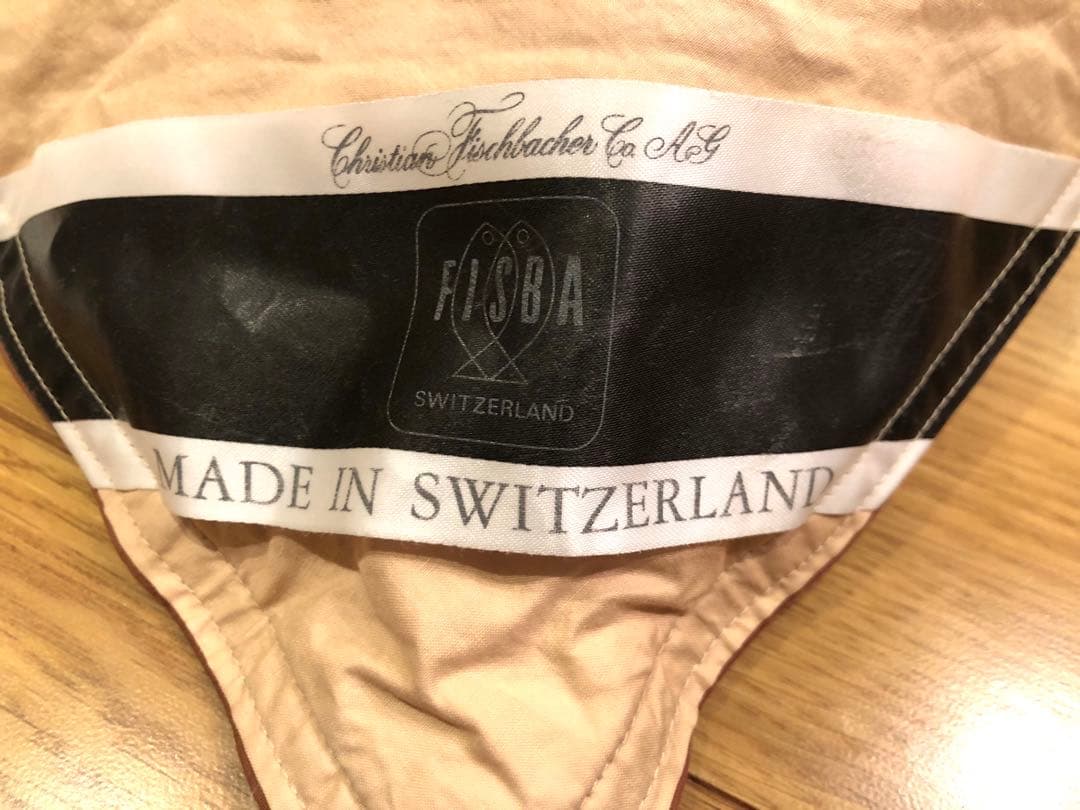 Christian Fischbacher Co. AG
FISBA
SWITZERLAND
MADE IN SWITZERLAND